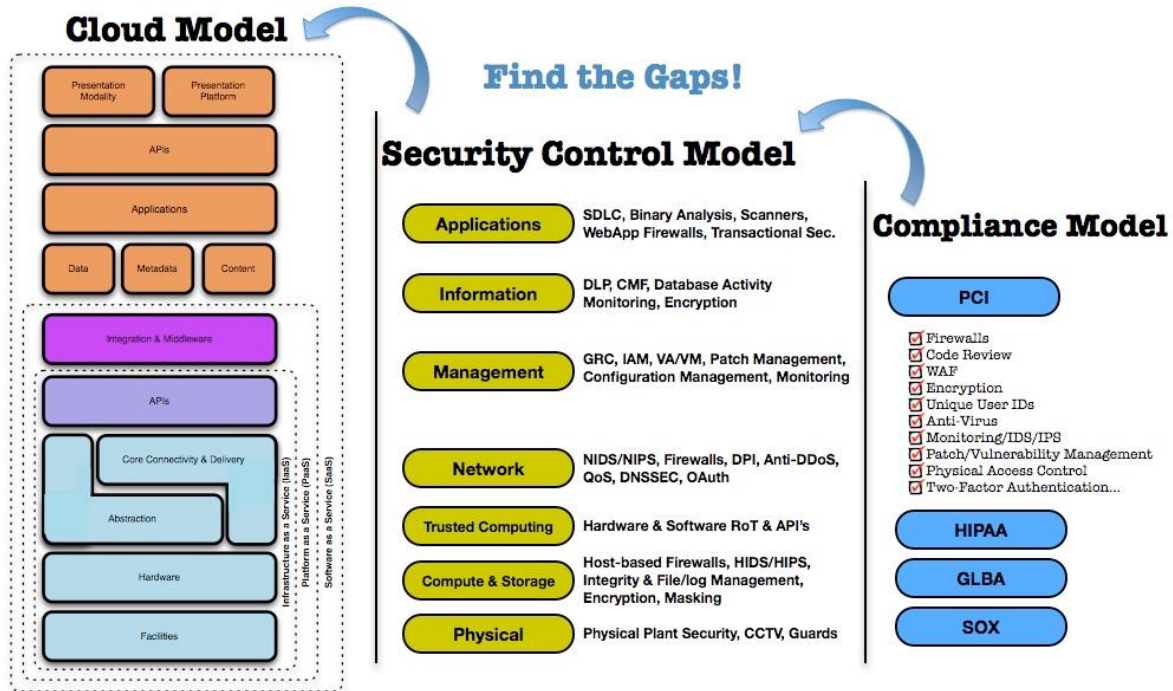 Cloud Model
Presentation
Modality
Presentation
Platform
APIs
Applications
Data
Metadata
Content
Integration & Middleware
APIs
Core Connectivity & Delivery
Abstraction
Hardware
Facilities
Infrastructure as a Service (IaaS)
Platform as a Service (PaaS)
Software as a Service (SaaS)
Find the Gaps!
Security Control Model
Applications
SDLC, Binary Analysis, Scanners,
WebApp Firewalls, Transactional Sec.
Information
DLP, CMF, Database Activity
Monitoring, Encryption
Management
GRC, IAM, VA/VM, Patch Management,
Configuration Management, Monitoring
Network
NIDS/NIPS, Firewalls, DPI, Anti-DDoS,
QoS, DNSSEC, OAuth
Trusted Computing
Hardware & Software RoT & API's
Compute & Storage
Host-based Firewalls, HIDS/HIPS,
Integrity & File/log Management,
Encryption, Masking
Physical
Physical Plant Security, CCTV, Guards
Compliance Model
PCI
Firewalls
Code Review
WAF
Encryption
Unique User IDs
Anti-Virus
Monitoring/IDS/IPS
Patch/Vulnerability Management
Physical Access Control
Two-Factor Authentication...
HIPAA
GLBA
SOX